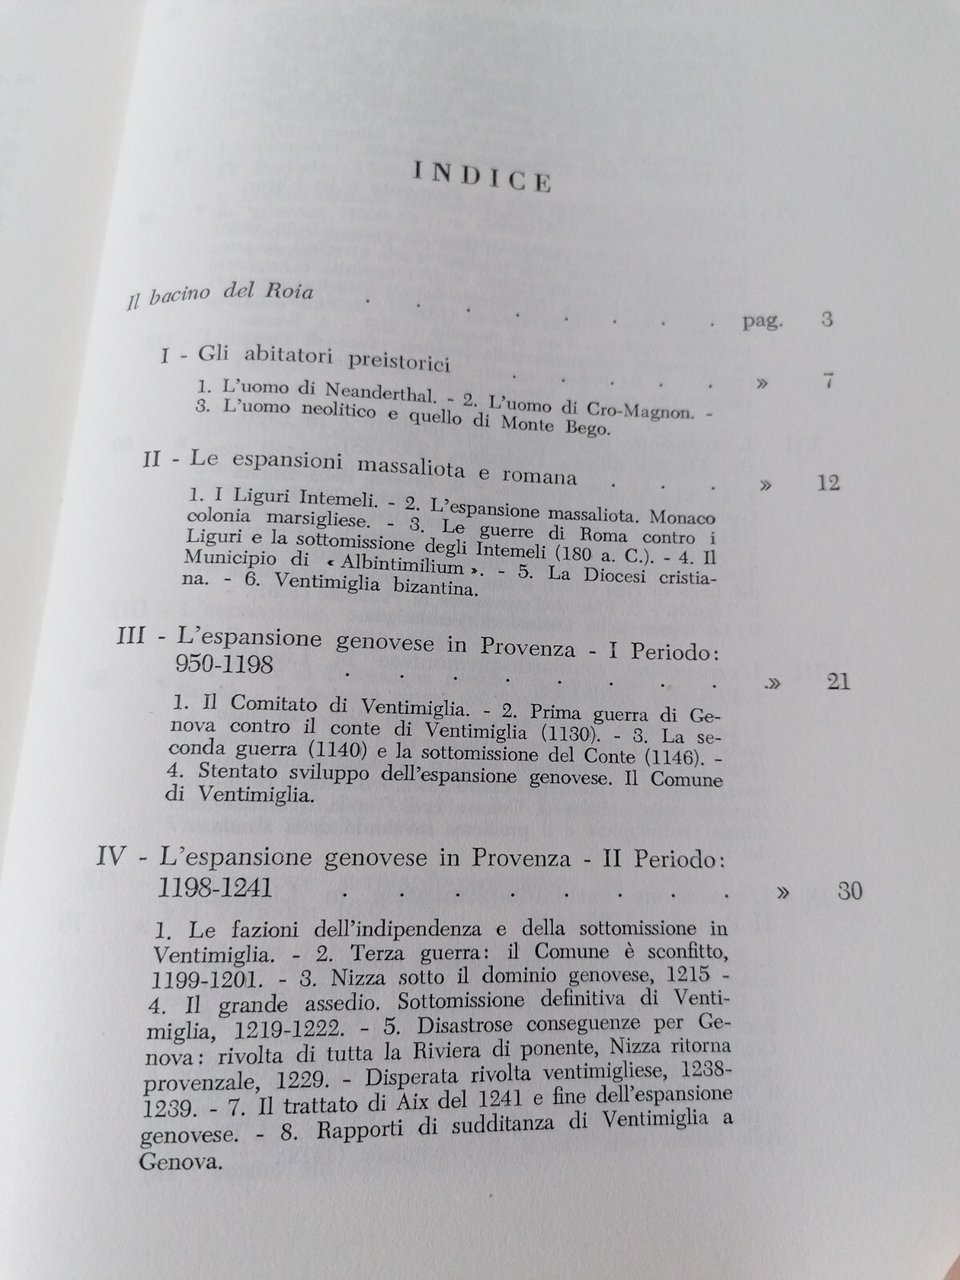 INDICE
Il bacino del Roia . . . . . . . pag. 3
I - Gli abitatori preistorici . . . . . » 7
1. L'uomo di Neanderthal. - 2. L'uomo di Cro-Magnon. -
3. L'uomo neolitico e quello di Monte Bego.
II - Le espansioni massaliota e romana . . . » 12
1. I Liguri Intemeli. - 2. L'espansione massaliota. Monaco
colonia marsigliese. - 3. Le guerre di Roma contro i
Liguri e la sottomissione degli Intemeli (180 a. C.). - 4. Il
Municipio di « Albintimilium ». - 5. La Diocesi cristia-
na. - 6. Ventimiglia bizantina.
III - L'espansione genovese in Provenza - I Periodo:
950-1198 . . . . . . . .» 21
1. Il Comitato di Ventimiglia. - 2. Prima guerra di Ge-
nova contro il conte di Ventimiglia (1130). - 3. La se-
conda guerra (1140) e la sottomissione del Conte (1146). -
4. Stentato sviluppo dell'espansione genovese. Il Comune
di Ventimiglia.
IV - L'espansione genovese in Provenza - II Periodo:
1198-1241 . . . . . . . . » 30
1. Le fazioni dell'indipendenza e della sottomissione in
Ventimiglia. - 2. Terza guerra: il Comune è sconfitto,
1199-1201. - 3. Nizza sotto il dominio genovese, 1215 -
4. Il grande assedio. Sottomissione definitiva di Venti-
miglia, 1219-1222. - 5. Disastrose conseguenze per Ge-
nova: rivolta di tutta la Riviera di ponente, Nizza ritorna
provenzale, 1229. - Disperata rivolta ventimigliese, 1238-
1239. - 7. Il trattato di Aix del 1241 e fine dell'espansione
genovese. - 8. Rapporti di sudditanza di Ventimiglia a
Genova.